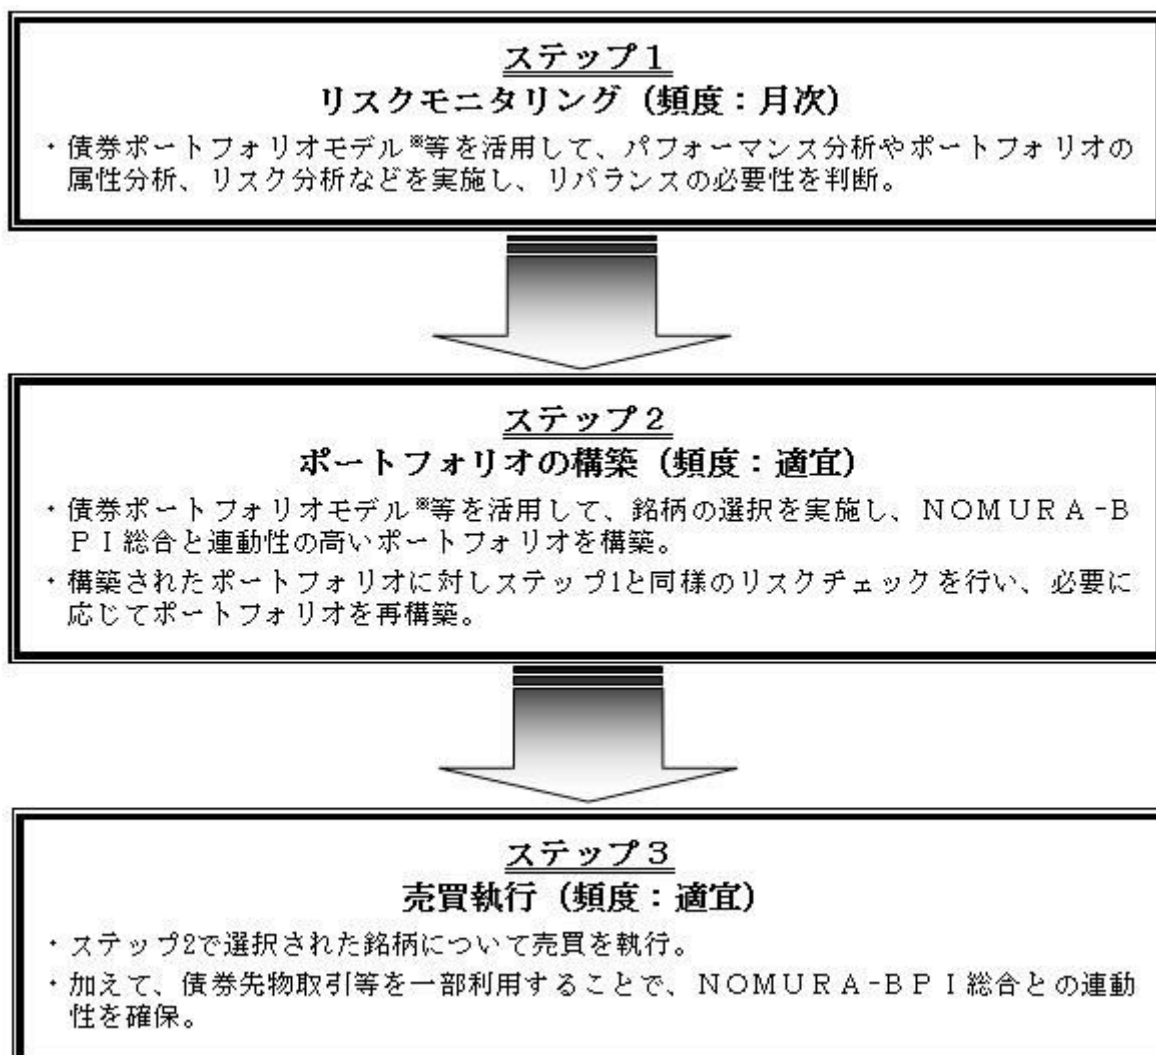 ステップ１
リスクモニタリング（頻度：月次）
・債券ポートフォリオモデル※等を活用して、パフォーマンス分析やポートフォリオの
属性分析、リスク分析などを実施し、リバランスの必要性を判断。
ステップ２
ポートフォリオの構築（頻度：適宜）
・債券ポートフォリオモデル※等を活用して、銘柄の選択を実施し、ＮＯＭＵＲＡ-Ｂ
ＰＩ総合と連動性の高いポートフォリオを構築。
・構築されたポートフォリオに対しステップ1と同様のリスクチェックを行い、必要に
応じてポートフォリオを再構築。
ステップ３
売買執行（頻度：適宜）
・ステップ2で選択された銘柄について売買を執行。
・加えて、債券先物取引等を一部利用することで、ＮＯＭＵＲＡ-ＢＰＩ総合との連動
性を確保。